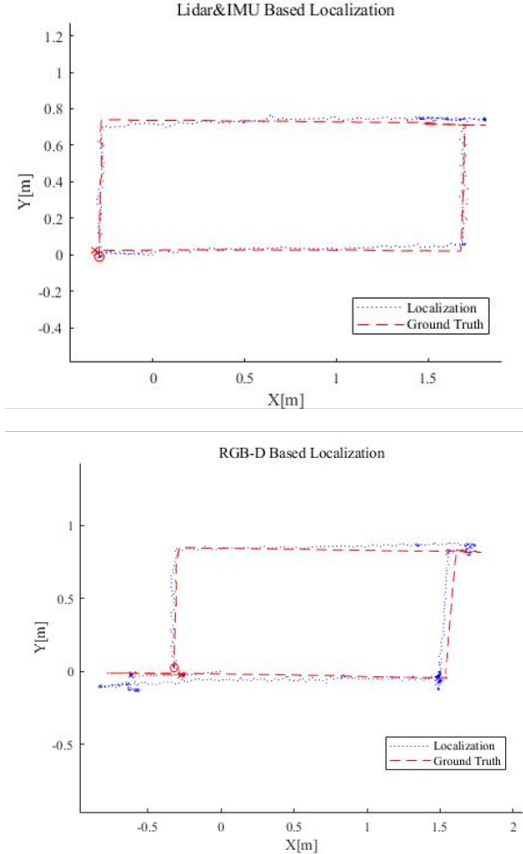 Lidar&IMU Based Localization
1.2
1
0.8
0.6
0.4
0.2
0
-0.2
-0.4
Y[m]
Localization
Ground Truth
0 0.5 1 1.5
X[m]
RGB-D Based Localization
1
0.5
0
-0.5
Y[m]
Localization
Ground Truth
-0.5 0 0.5 1 1.5 2
X[m]